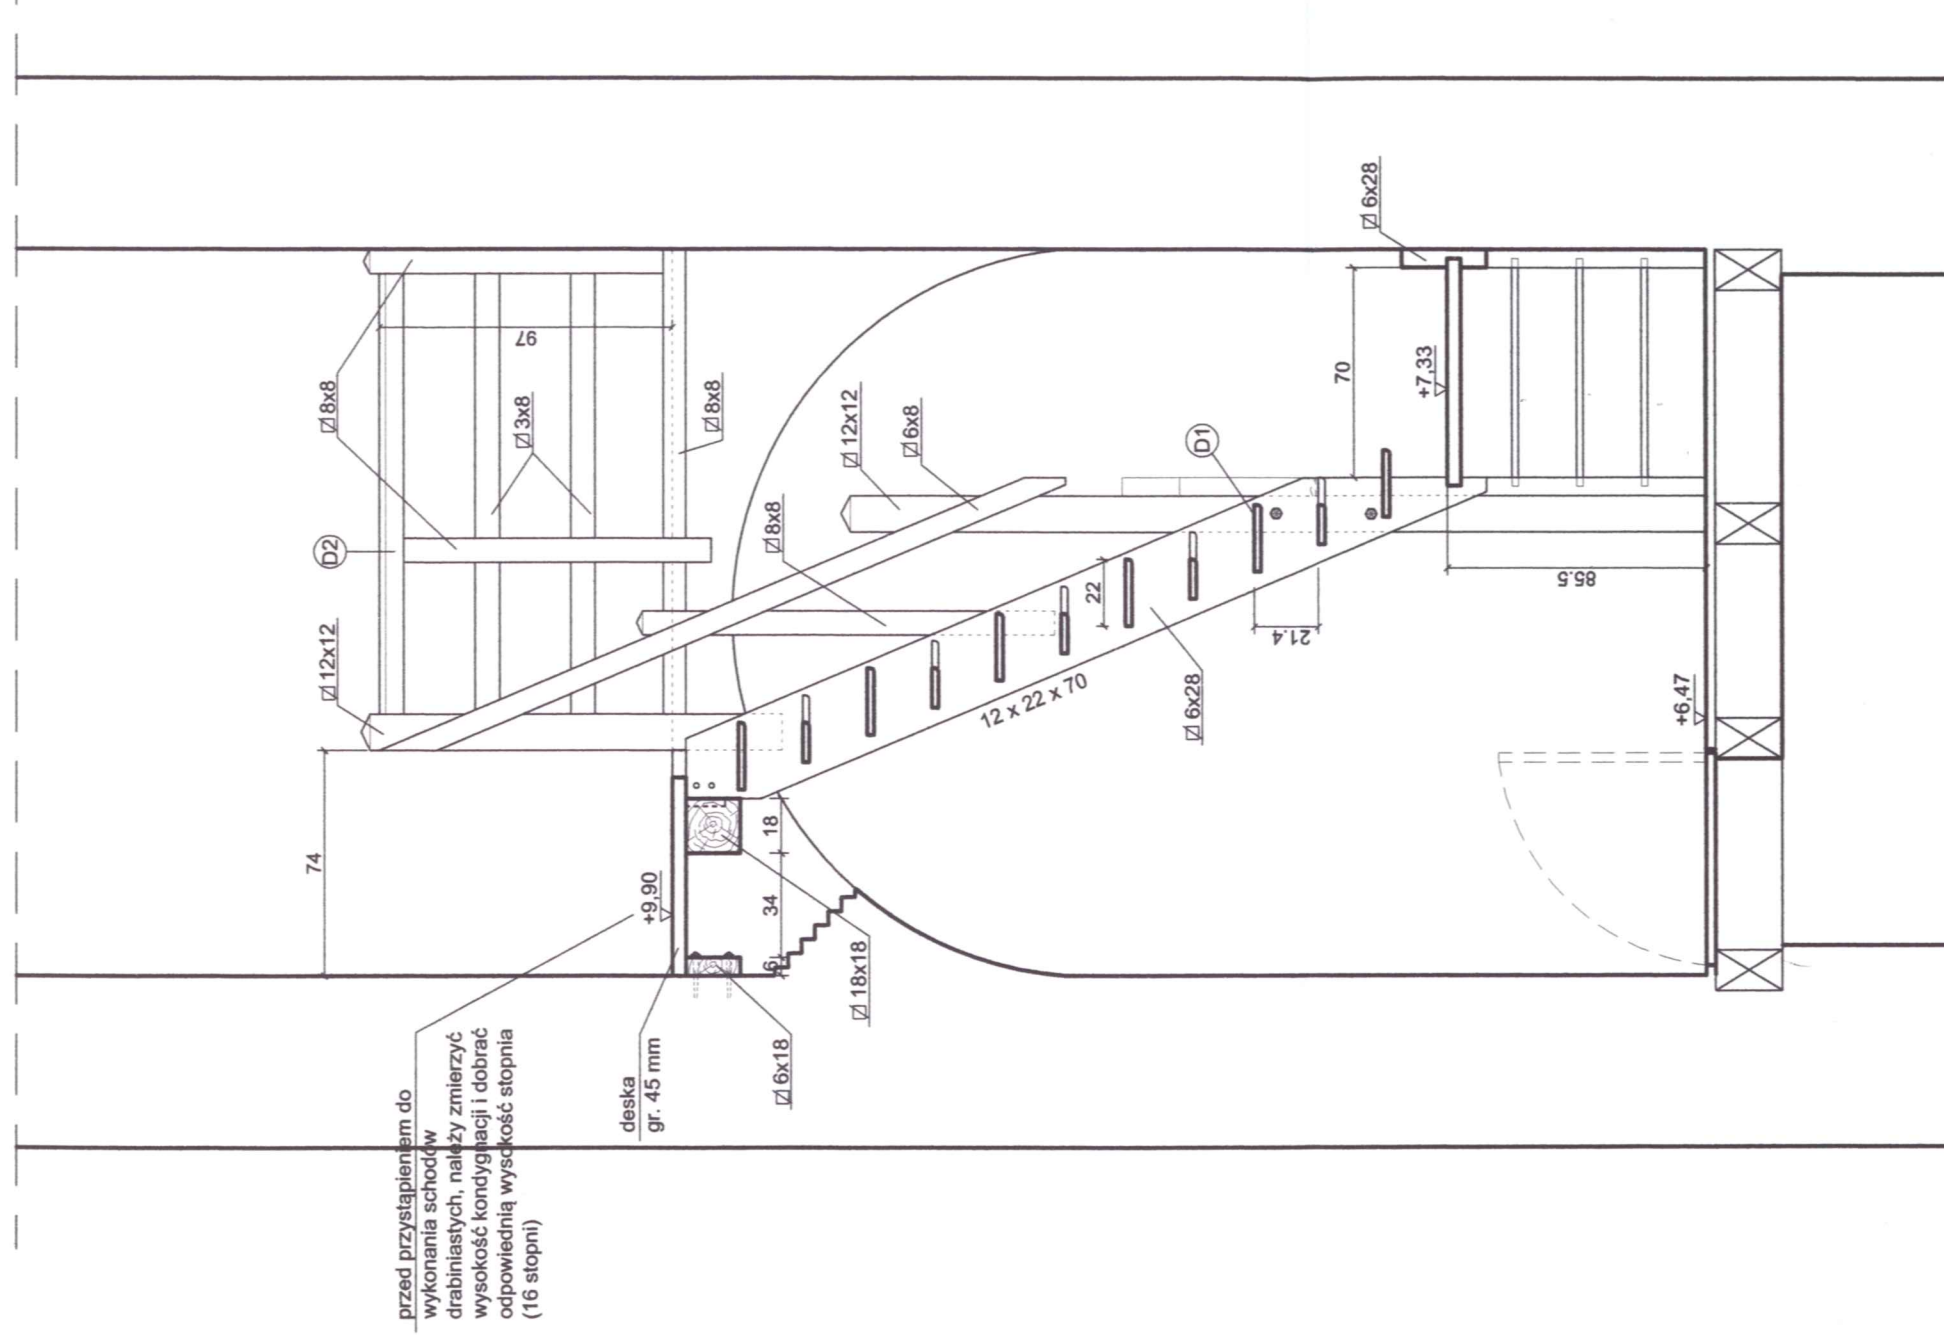 przed przystąpieniem do
wykonania schodów
drabiniastych, należy zmierzyć
wysokość kondygnacji i dobrać
odpowiednią wysokość stopnia
(16 stopni)
deska
gr. 45 mm
6x18
18x18
74
+9,90
6
34
18
12x12
D2
8x8
3x8
97
8x8
8x8
12x12
6x8
12 x 22 x 70
22
6x28
21.4
D1
70
6x28
+7,33
85.5
+6,47